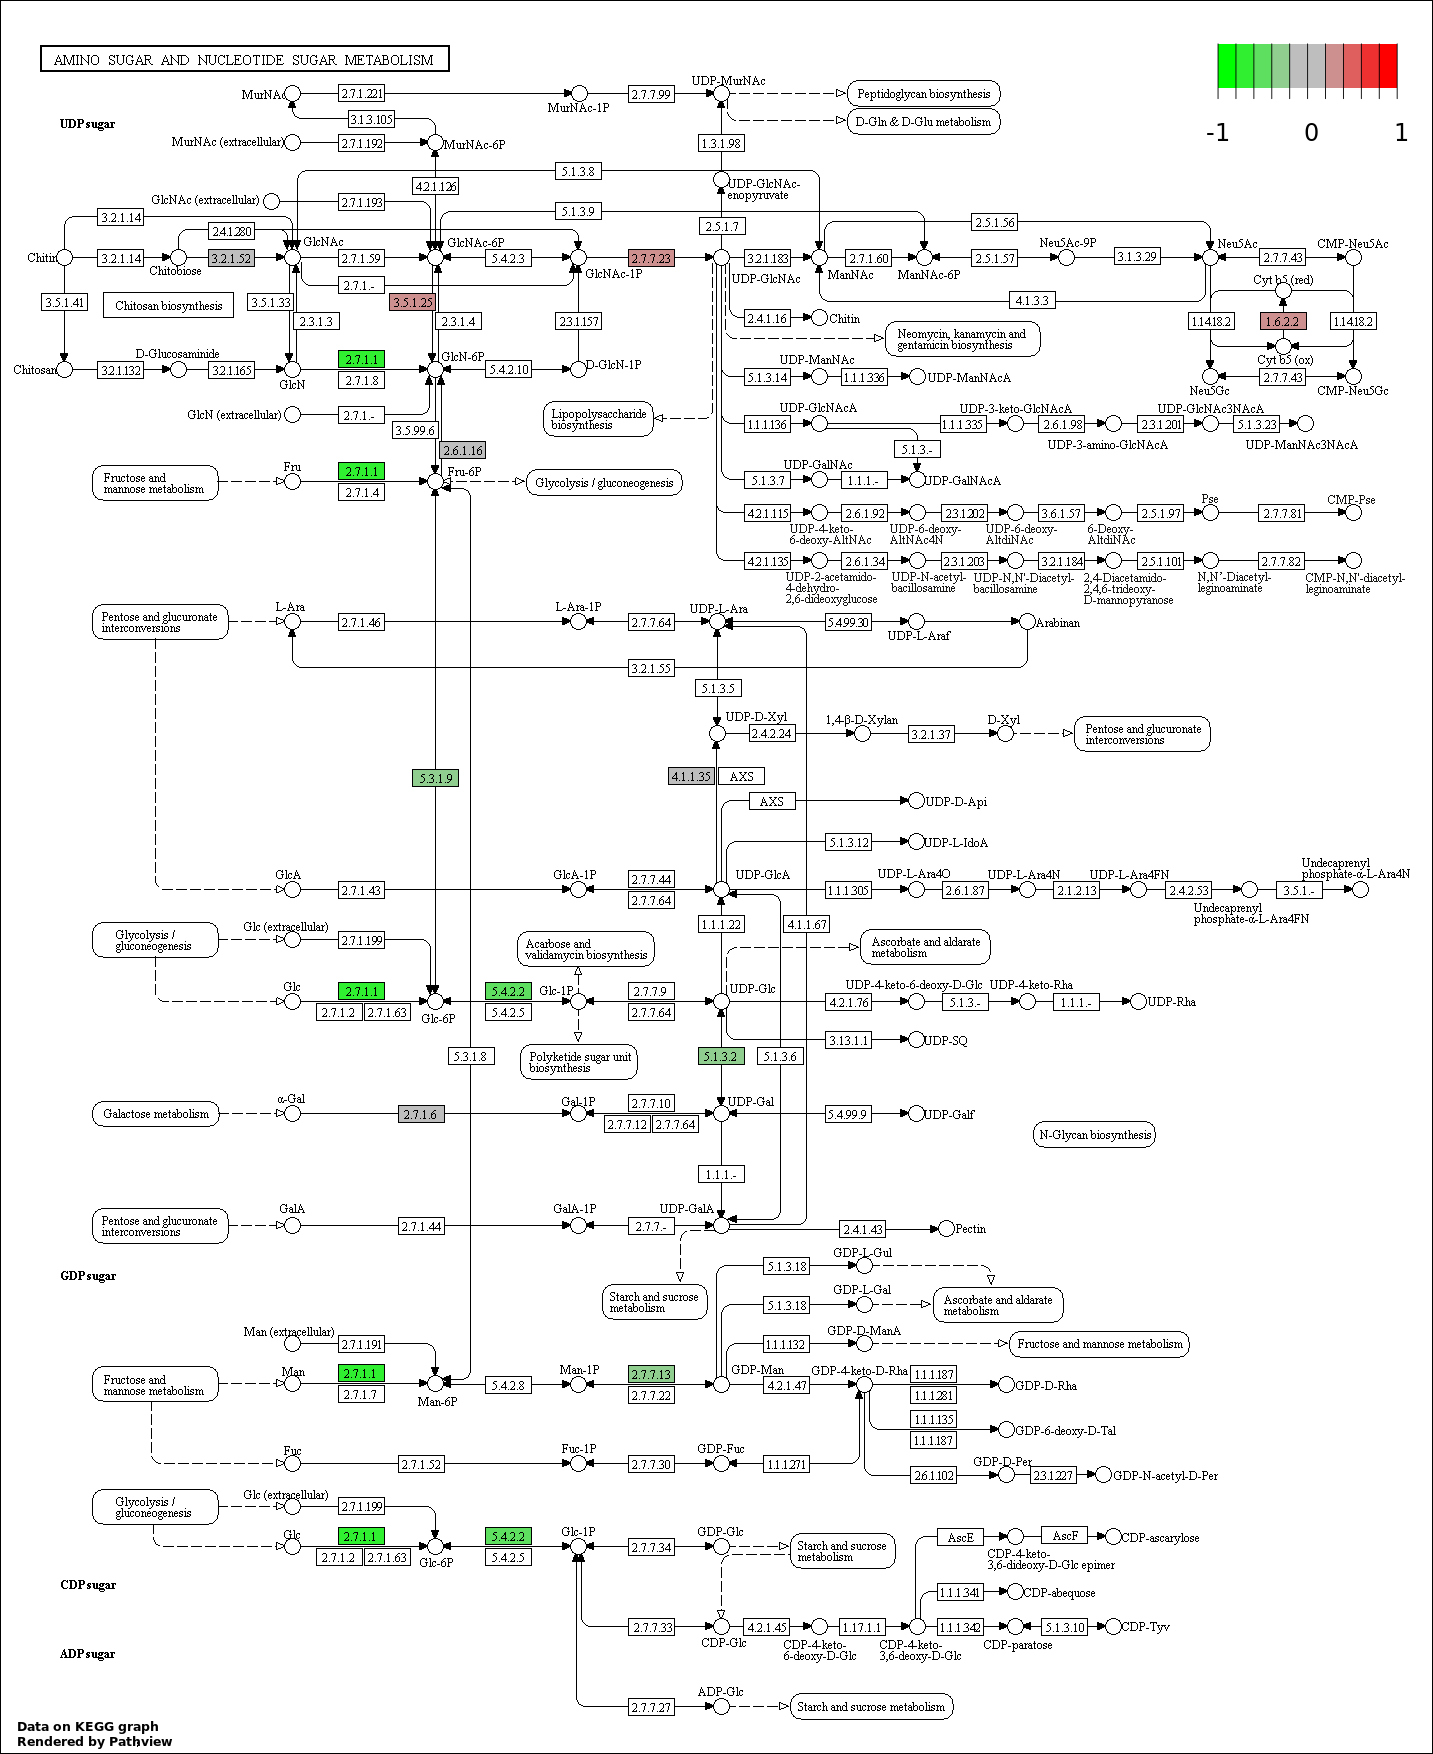 AMINO SUGAR AND NUCLEOTIDE SUGAR METABOLISM
-1 0 1
MurNAc 2.7.1.221 MurNAc-1P 2.7.7.99 UDP-MurNAc Peptidoglycan biosynthesis
UDP sugar 3.1.3.105 D-Gln & D-Glu metabolism
MurNAc (extracellular) 2.7.1.192 MurNAc-6P 1.3.1.98
5.1.3.8
4.2.1.126 UDP-GlcNAc-
enopyruvate
GlcNAc (extracellular) 2.7.1.193
3.2.1.14 5.1.3.9 2.5.1.7 2.5.1.56
2.4.1.280
GlcNAc GlcNAc-6P Neu5Ac-9P Neu5Ac CMP-Neu5Ac
Chitin 3.2.1.14 Chitobiose 3.2.1.52 2.7.1.59 5.4.2.3 GlcNAc-1P 2.7.7.23 UDP-GlcNAc 3.2.1.183 ManNAc 2.7.1.60 ManNAc-6P 2.5.1.57 3.1.3.29 2.7.7.43
2.7.1.-
3.5.1.41 Chitosan biosynthesis 3.5.1.33 3.5.1.25 4.1.3.3 Cyt b5 (red)
2.3.1.3 2.3.1.4 2.3.1.157 2.4.1.16 Chitin 1.14.18.2 1.6.2.2 1.14.18.2
Neomycin, kanamycin and
gentamicin biosynthesis
D-Glucosaminide 2.7.1.1 GlcN-6P UDP-ManNAc Cyt b5 (ox)
Chitosan 3.2.1.132 3.2.1.165 GlcN 2.7.1.8 5.4.2.10 D-GlcN-1P 5.1.3.14 1.1.1.336 UDP-ManNAcA Neu5Gc 2.7.7.43 CMP-Neu5Gc
GlcN (extracellular) 2.7.1.- Lipopolysaccharide
biosynthesis
UDP-GlcNAcA UDP-3-keto-GlcNAcA UDP-GlcNAc3NAcA
3.5.99.6 1.1.1.136 1.1.1.335 2.6.1.98 2.3.1.201 5.1.3.23
UDP-3-amino-GlcNAcA UDP-ManNAc3NAcA
2.6.1.16 5.1.3.-
Fructose and
mannose metabolism
Fru 2.7.1.1 Fru-6P UDP-GalNAc
2.7.1.4 Glycolysis / gluconeogenesis 5.1.3.7 1.1.1.- UDP-GalNAcA
Pse CMP-Pse
4.2.1.115 2.6.1.92 2.3.1.202 3.6.1.57 2.5.1.97 2.7.7.81
UDP-4-keto-
6-deoxy-AltNAc
UDP-6-deoxy-
AltNAc4N
UDP-6-deoxy-
AltdiNAc
6-Deoxy-
AltdiNAc
4.2.1.135 2.6.1.34 2.3.1.203 3.2.1.184 2.5.1.101 2.7.7.82
UDP-2-acetamido-
4-dehydro-
2,6-dideoxyglucose
UDP-N-acetyl-
bacillosamine
UDP-N,N'-Diacetyl-
bacillosamine
2,4-Diacetamido-
2,4,6-trideoxy-
D-mannopyranose
N,N'-Diacetyl-
leginoaminate
CMP-N,N'-diacetyl-
leginoaminate
Pentose and glucuronate
interconversions
L-Ara 2.7.1.46 L-Ara-1P 2.7.7.64 UDP-L-Ara 5.4.99.30 UDP-L-Araf Arabinan
3.2.1.55
5.1.3.5
UDP-D-Xyl 2.4.2.24 1,4-β-D-Xylan 3.2.1.37 D-Xyl Pentose and glucuronate
interconversions
5.3.1.9 4.1.1.35 AXS
AXS UDP-D-Api
5.1.3.12 UDP-L-IdoA
GlcA 2.7.1.43 GlcA-1P 2.7.7.44 UDP-GlcA UDP-L-Ara4O UDP-L-Ara4N UDP-L-Ara4FN Undecaprenyl
phosphate-α-L-Ara4N
2.7.7.64 1.1.1.305 2.6.1.87 2.1.2.13 2.4.2.53 3.5.1.-
Undecaprenyl
phosphate-α-L-Ara4FN
1.1.1.22 4.1.1.67
Glycolysis /
gluconeogenesis
Glc (extracellular) 2.7.1.199 Acarbose and
validamycin biosynthesis
Ascorbate and aldarate
metabolism
Glc 2.7.1.1 5.4.2.2 Glc-1P 2.7.7.9 UDP-Glc UDP-4-keto-6-deoxy-D-Glc UDP-4-keto-Rha
2.7.1.2 2.7.1.63 Glc-6P 5.4.2.5 2.7.7.64 4.2.1.76 5.1.3.- 1.1.1.- UDP-Rha
3.13.1.1 UDP-SQ
5.3.1.8 Polyketide sugar unit
biosynthesis
5.1.3.2 5.1.3.6
Galactose metabolism α-Gal 2.7.1.6 Gal-1P 2.7.7.10 UDP-Gal 5.4.99.9 UDP-Galf
2.7.7.12 2.7.7.64
N-Glycan biosynthesis
1.1.1.-
Pentose and glucuronate
interconversions
GalA 2.7.1.44 GalA-1P 2.7.7.- UDP-GalA 2.4.1.43 Pectin
GDP sugar
Starch and sucrose
metabolism
5.1.3.18 GDP-L-Gul
5.1.3.18 GDP-L-Gal Ascorbate and aldarate
metabolism
Man (extracellular) 2.7.1.191 1.1.1.132 GDP-D-ManA Fructose and mannose metabolism
Fructose and
mannose metabolism
Man 2.7.1.1 Man-1P 2.7.7.13 GDP-Man GDP-4-keto-D-Rha 1.1.1.187
2.7.1.7 Man-6P 5.4.2.8 2.7.7.22 4.2.1.47 1.1.1.281 GDP-D-Rha
1.1.1.135
1.1.1.187 GDP-6-deoxy-D-Tal
Fuc 2.7.1.52 Fuc-1P 2.7.7.30 GDP-Fuc 1.1.1.271 GDP-D-Per
2.6.1.102 2.3.1.227 GDP-N-acetyl-D-Per
Glycolysis /
gluconeogenesis
Glc (extracellular) 2.7.1.199
Glc 2.7.1.1 5.4.2.2 Glc-1P GDP-Glc
2.7.1.2 2.7.1.63 Glc-6P 5.4.2.5 2.7.7.34 Starch and sucrose
metabolism
AscE AscF CDP-ascarylose
CDP-4-keto-
3,6-dideoxy-D-Glc epimer
CDP sugar
1.1.1.341 CDP-abequose
2.7.7.33 CDP-Glc 4.2.1.45 1.17.1.1 1.1.1.342 5.1.3.10 CDP-Tyv
CDP-4-keto-
6-deoxy-D-Glc
CDP-4-keto-
3,6-deoxy-D-Glc
CDP-paratose
ADP sugar
2.7.7.27 ADP-Glc Starch and sucrose metabolism
Data on KEGG graph
Rendered by Pathview